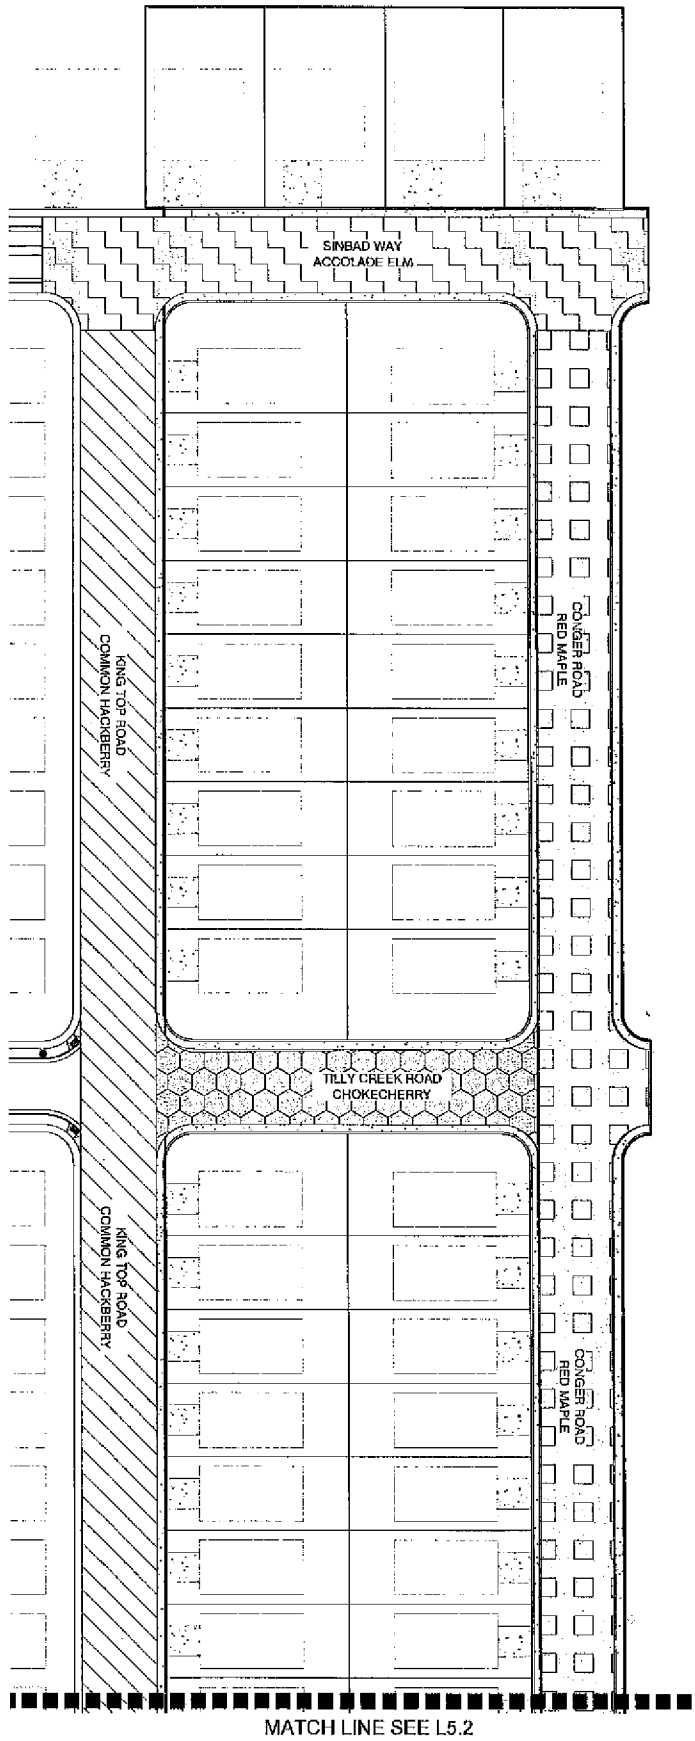 SINBAD WAY
ACCOLADE ELM
CONGER ROAD
RED MAPLE
KING TOP ROAD
COMMON HACKBERRY
TILLY CREEK ROAD
CHOKECHERRY
KING TOP ROAD
COMMON HACKBERRY
CONGER ROAD
RED MAPLE
MATCH LINE SEE L5.2